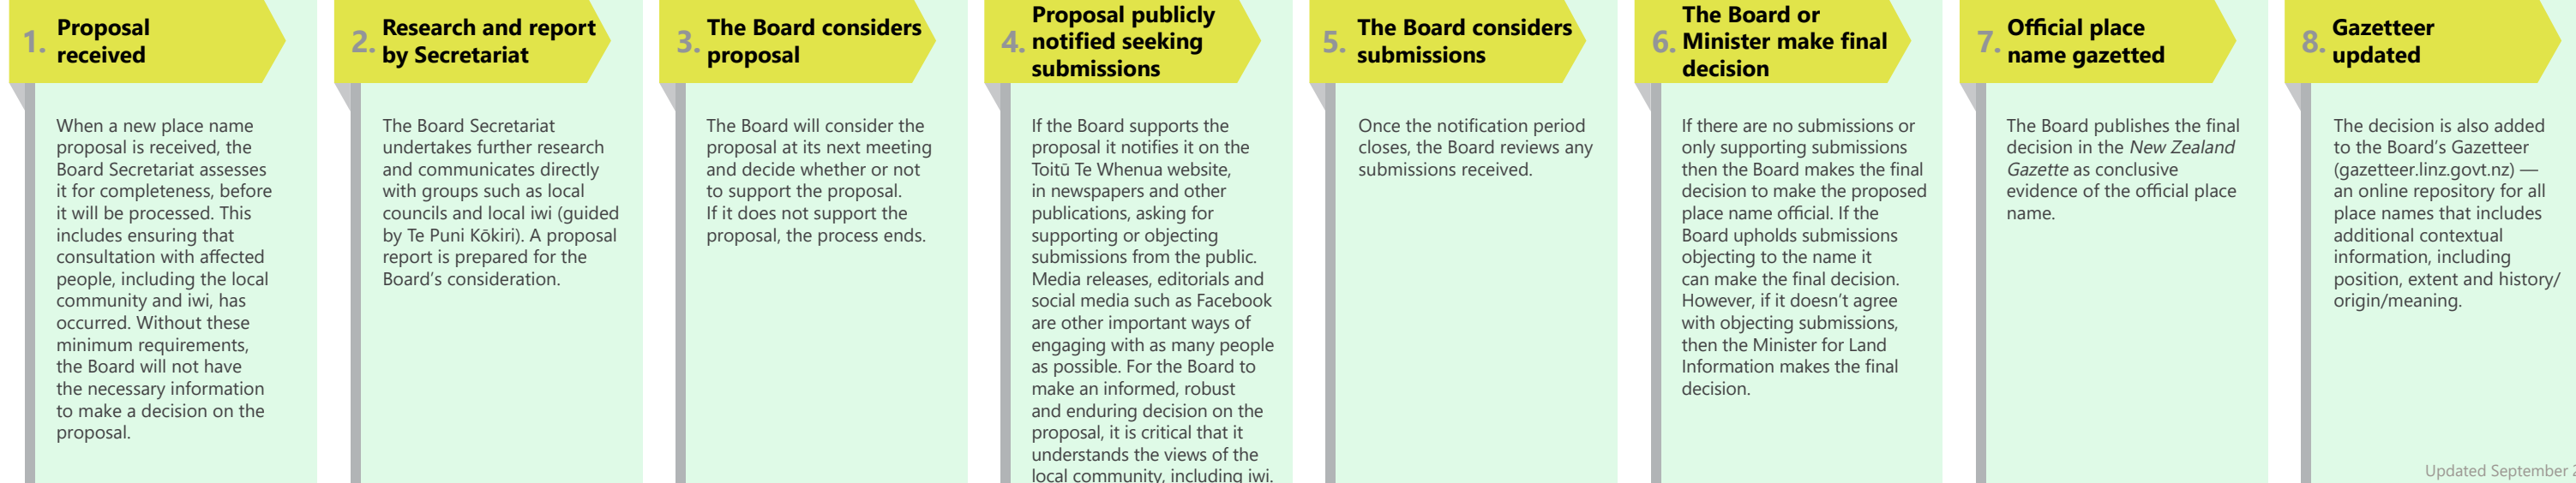 1. Proposal
received
When a new place name
proposal is received, the
Board Secretariat assesses
it for completeness, before
it will be processed. This
includes ensuring that
consultation with affected
people, including the local
community and iwi, has
occurred. Without these
minimum requirements,
the Board will not have
the necessary information
to make a decision on the
proposal.
2. Research and report
by Secretariat
The Board Secretariat
undertakes further research
and communicates directly
with groups such as local
councils and local iwi (guided
by Te Puni Kōkiri). A proposal
report is prepared for the
Board’s consideration.
3. The Board considers
proposal
The Board will consider the
proposal at its next meeting
and decide whether or not
to support the proposal.
If it does not support the
proposal, the process ends.
4. Proposal publicly
notified seeking
submissions
If the Board supports the
proposal it notifies it on the
Toitū Te Whenua website,
in newspapers and other
publications, asking for
supporting or objecting
submissions from the public.
Media releases, editorials and
social media such as Facebook
are other important ways of
engaging with as many people
as possible. For the Board to
make an informed, robust
and enduring decision on the
proposal, it is critical that it
understands the views of the
local community, including iwi.
5. The Board considers
submissions
Once the notification period
closes, the Board reviews any
submissions received.
6. The Board or
Minister make final
decision
If there are no submissions or
only supporting submissions
then the Board makes the final
decision to make the proposed
place name official. If the
Board upholds submissions
objecting to the name it
can make the final decision.
However, if it doesn’t agree
with objecting submissions,
then the Minister for Land
Information makes the final
decision.
7. Official place
name gazetted
The Board publishes the final
decision in the New Zealand
Gazette as conclusive
evidence of the official place
name.
8. Gazetteer
updated
The decision is also added
to the Board’s Gazetteer
(gazetteer.linz.govt.nz) —
an online repository for all
place names that includes
additional contextual
information, including
position, extent and history/
origin/meaning.
Updated September